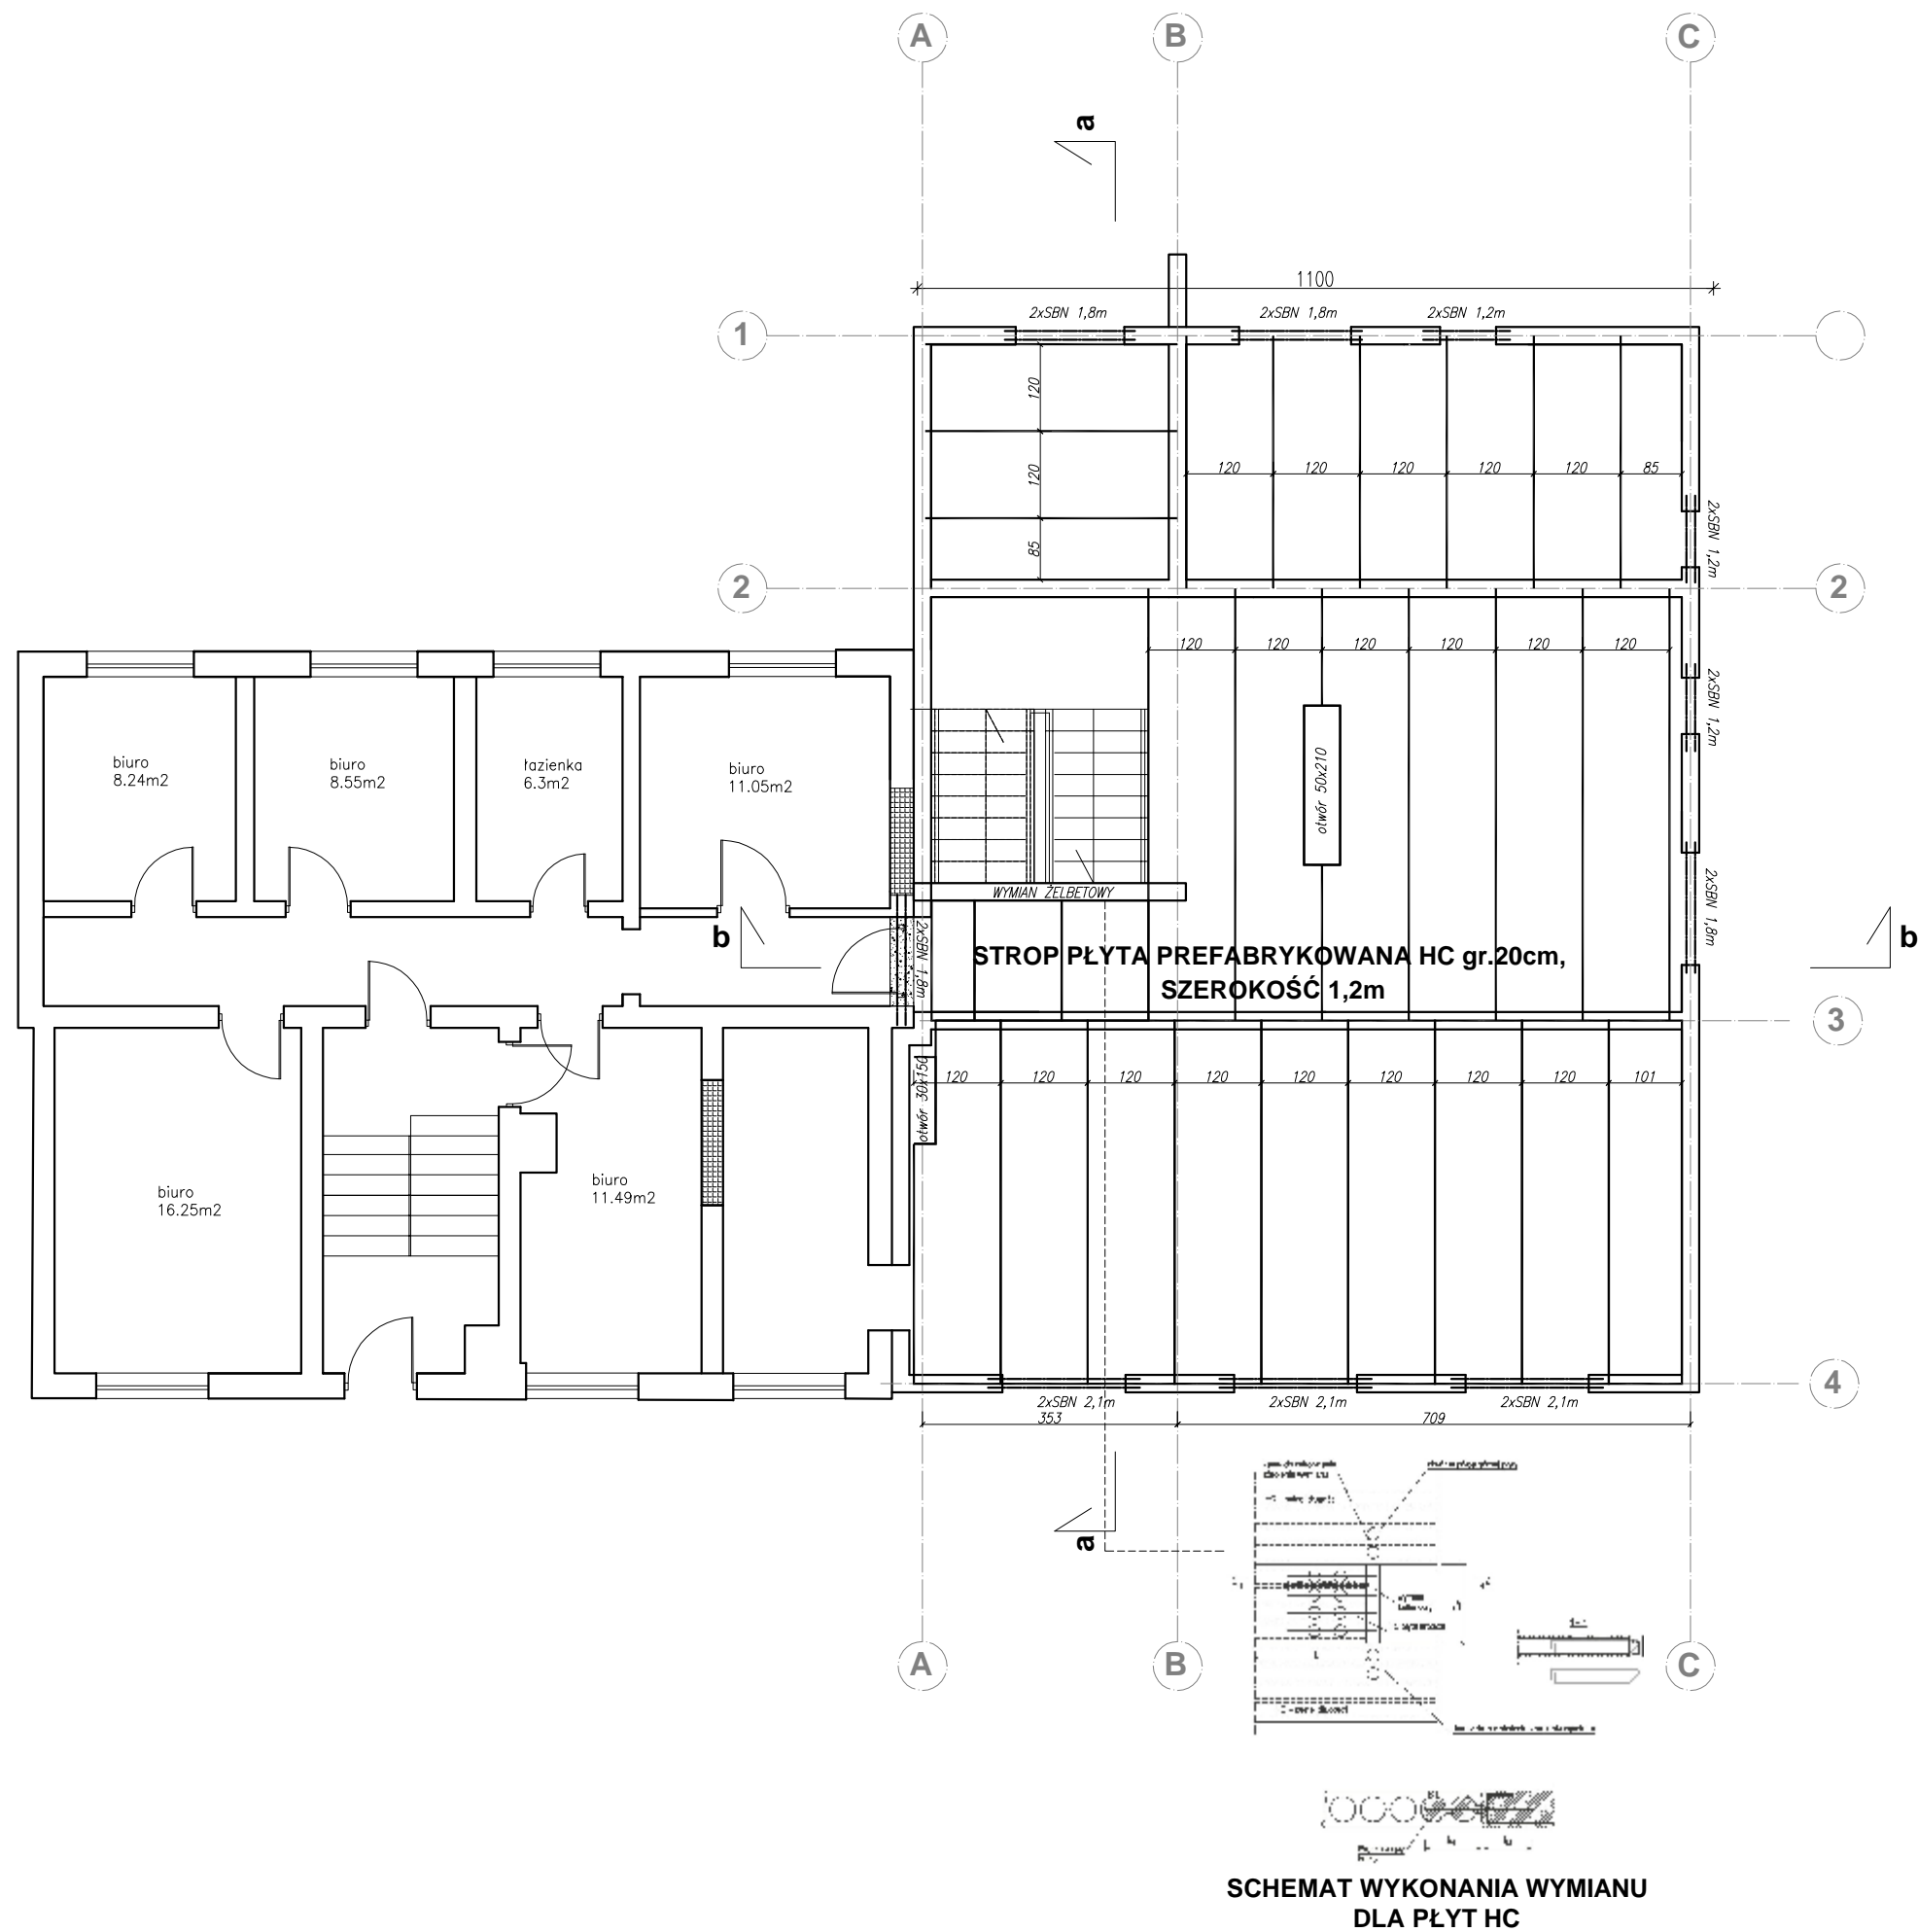 A
B
C
a
1100
2xSBN 1,8m
2xSBN 1,8m
2xSBN 1,2m
1
120
120
85
120
120
120
120
120
85
2xSBN 1,2m
2
2
120
120
120
120
120
120
2xSBN 1,2m
otwór 50x210
biuro
8.24m2
biuro
8.55m2
łazienka
6.3m2
biuro
11.05m2
WYMIAN ŻELBETOWY
2xSBN 1,8m
2xSBN 1,8m
b
b
STROP PŁYTA PREFABRYKOWANA HC gr.20cm,
SZEROKOŚĆ 1,2m
3
otwór 30x150
120
120
120
120
120
120
120
120
101
biuro
16.25m2
biuro
11.49m2
4
2xSBN 2,1m
2xSBN 2,1m
2xSBN 2,1m
353
709
a
A
B
C
SCHEMAT WYKONANIA WYMIANU
DLA PŁYT HC